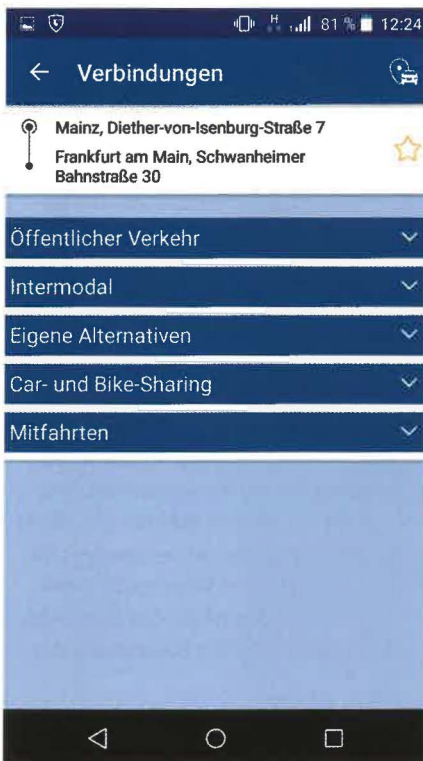 H 81 % 12:24
Verbindungen
Mainz, Diether-von-Isenburg-Straße 7
Frankfurt am Main, Schwanheimer
Bahnstraße 30
Öffentlicher Verkehr
Intermodal
Eigene Alternativen
Car- und Bike-Sharing
Mitfahrten